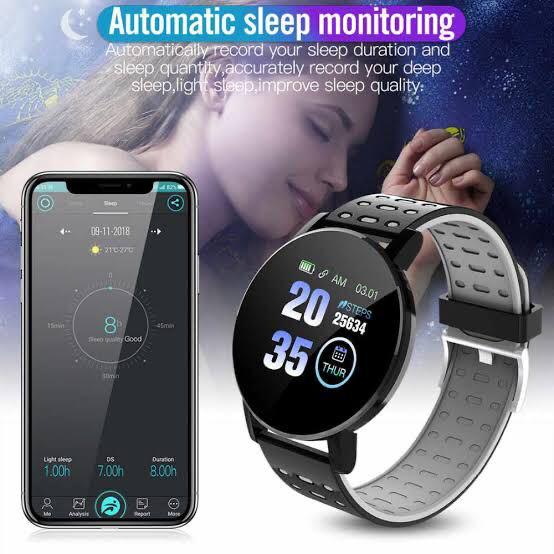 Automatic sleep monitoring
Automatically record your sleep duration and
sleep quantity,accurately record your deep
sleep,light sleep,improve sleep quality.
82%
Sleep
09-11-2018
21°C-27°C
15min
45min
8h
Sleep quality Good
30min
Light sleep DS Duration
1.00h 7.00h 8.00h
Me Analysis Report More
AM 03.01
20
STEPS
25634
35
THUR